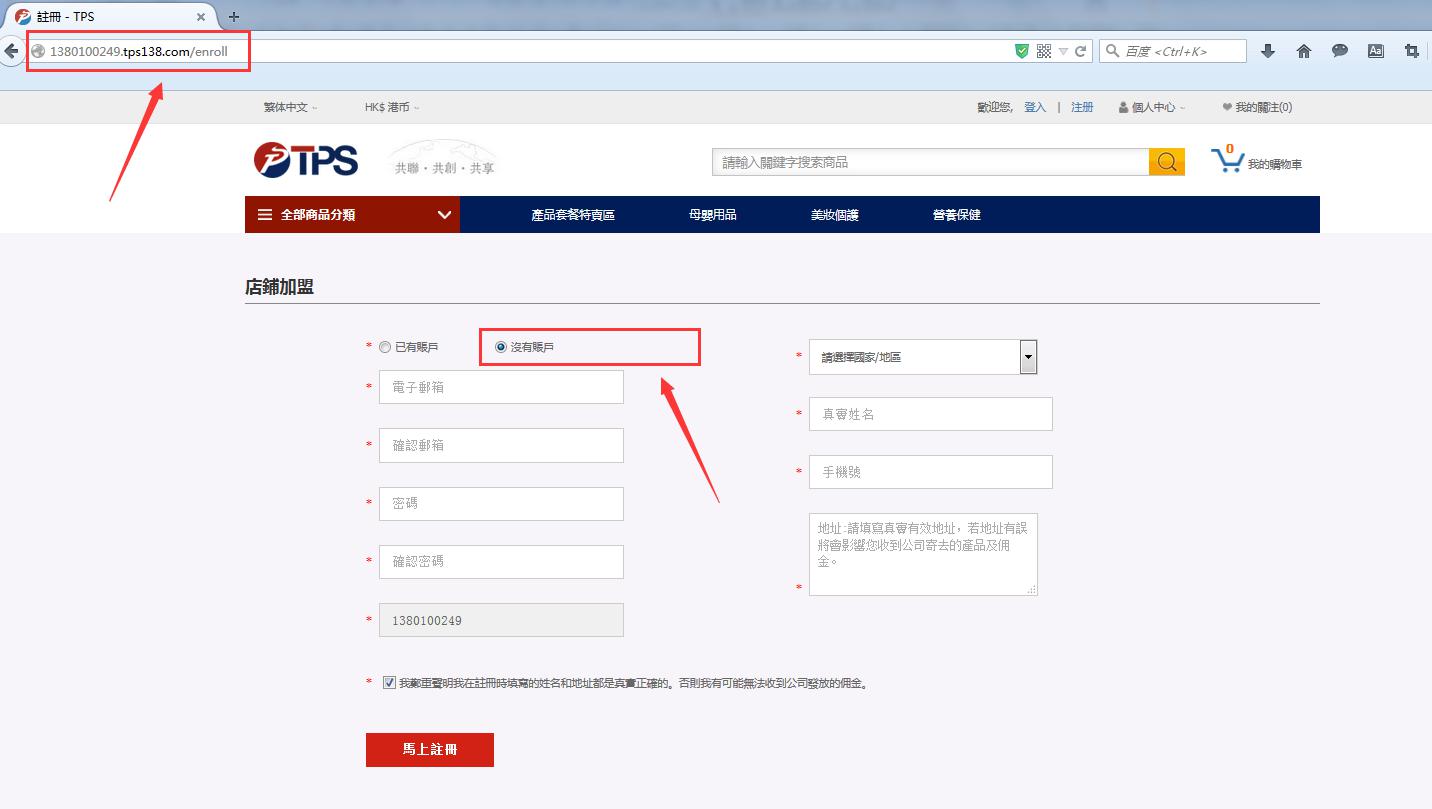 註冊 - TPS
1380100249.tps138.com/enroll
百度 <Ctrl+K>
繁体中文
HK$ 港币
歡迎您, 登入 | 注册
個人中心
我的關注(0)
TPS
共聯·共創·共享
請輸入關鍵字搜索商品
0
我的購物車
全部商品分類
產品套餐特賣區
母嬰用品
美妝個護
營養保健
店鋪加盟
* 已有賬戶
沒有賬戶
* 電子郵箱
* 確認郵箱
* 密碼
* 確認密碼
* 1380100249
* 請選擇國家/地區
* 真實姓名
* 手機號
地址:請填寫真實有效地址，若地址有誤
將會影響您收到公司寄去的產品及佣
金。
*
* 我鄭重聲明我在註冊時填寫的姓名和地址都是真實正確的。否則我有可能無法收到公司發放的佣金。
馬上註冊